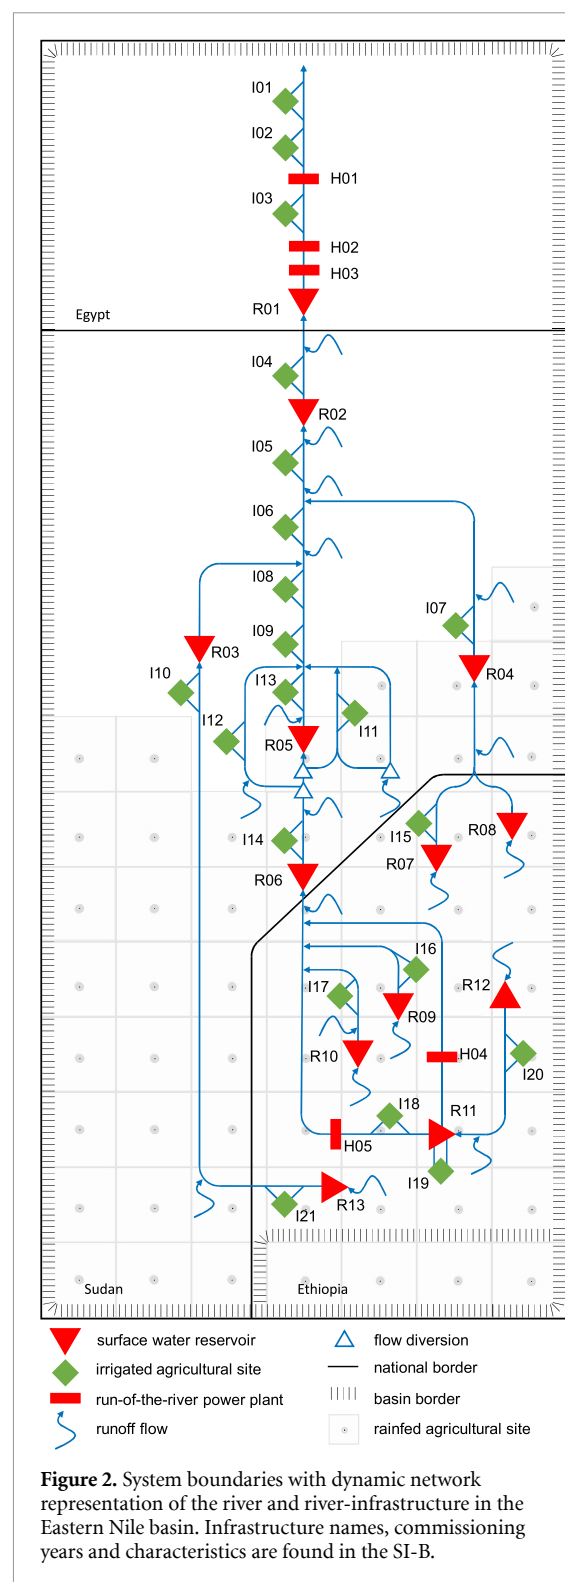 I01
I02
H01
I03
H02
H03
R01
Egypt
I04
R02
I05
I06
I08
I07
I09
R03
R04
I10
I13
I12
I11
R05
I15
R08
I14
R07
R06
I16
I17
R12
R09
R10
H04
I20
I18
R11
H05
I19
R13
I21
Sudan
Ethiopia
surface water reservoir
flow diversion
irrigated agricultural site
national border
run-of-the-river power plant
basin border
runoff flow
rainfed agricultural site
Figure 2. System boundaries with dynamic network
representation of the river and river-infrastructure in the
Eastern Nile basin. Infrastructure names, commissioning
years and characteristics are found in the SI-B.